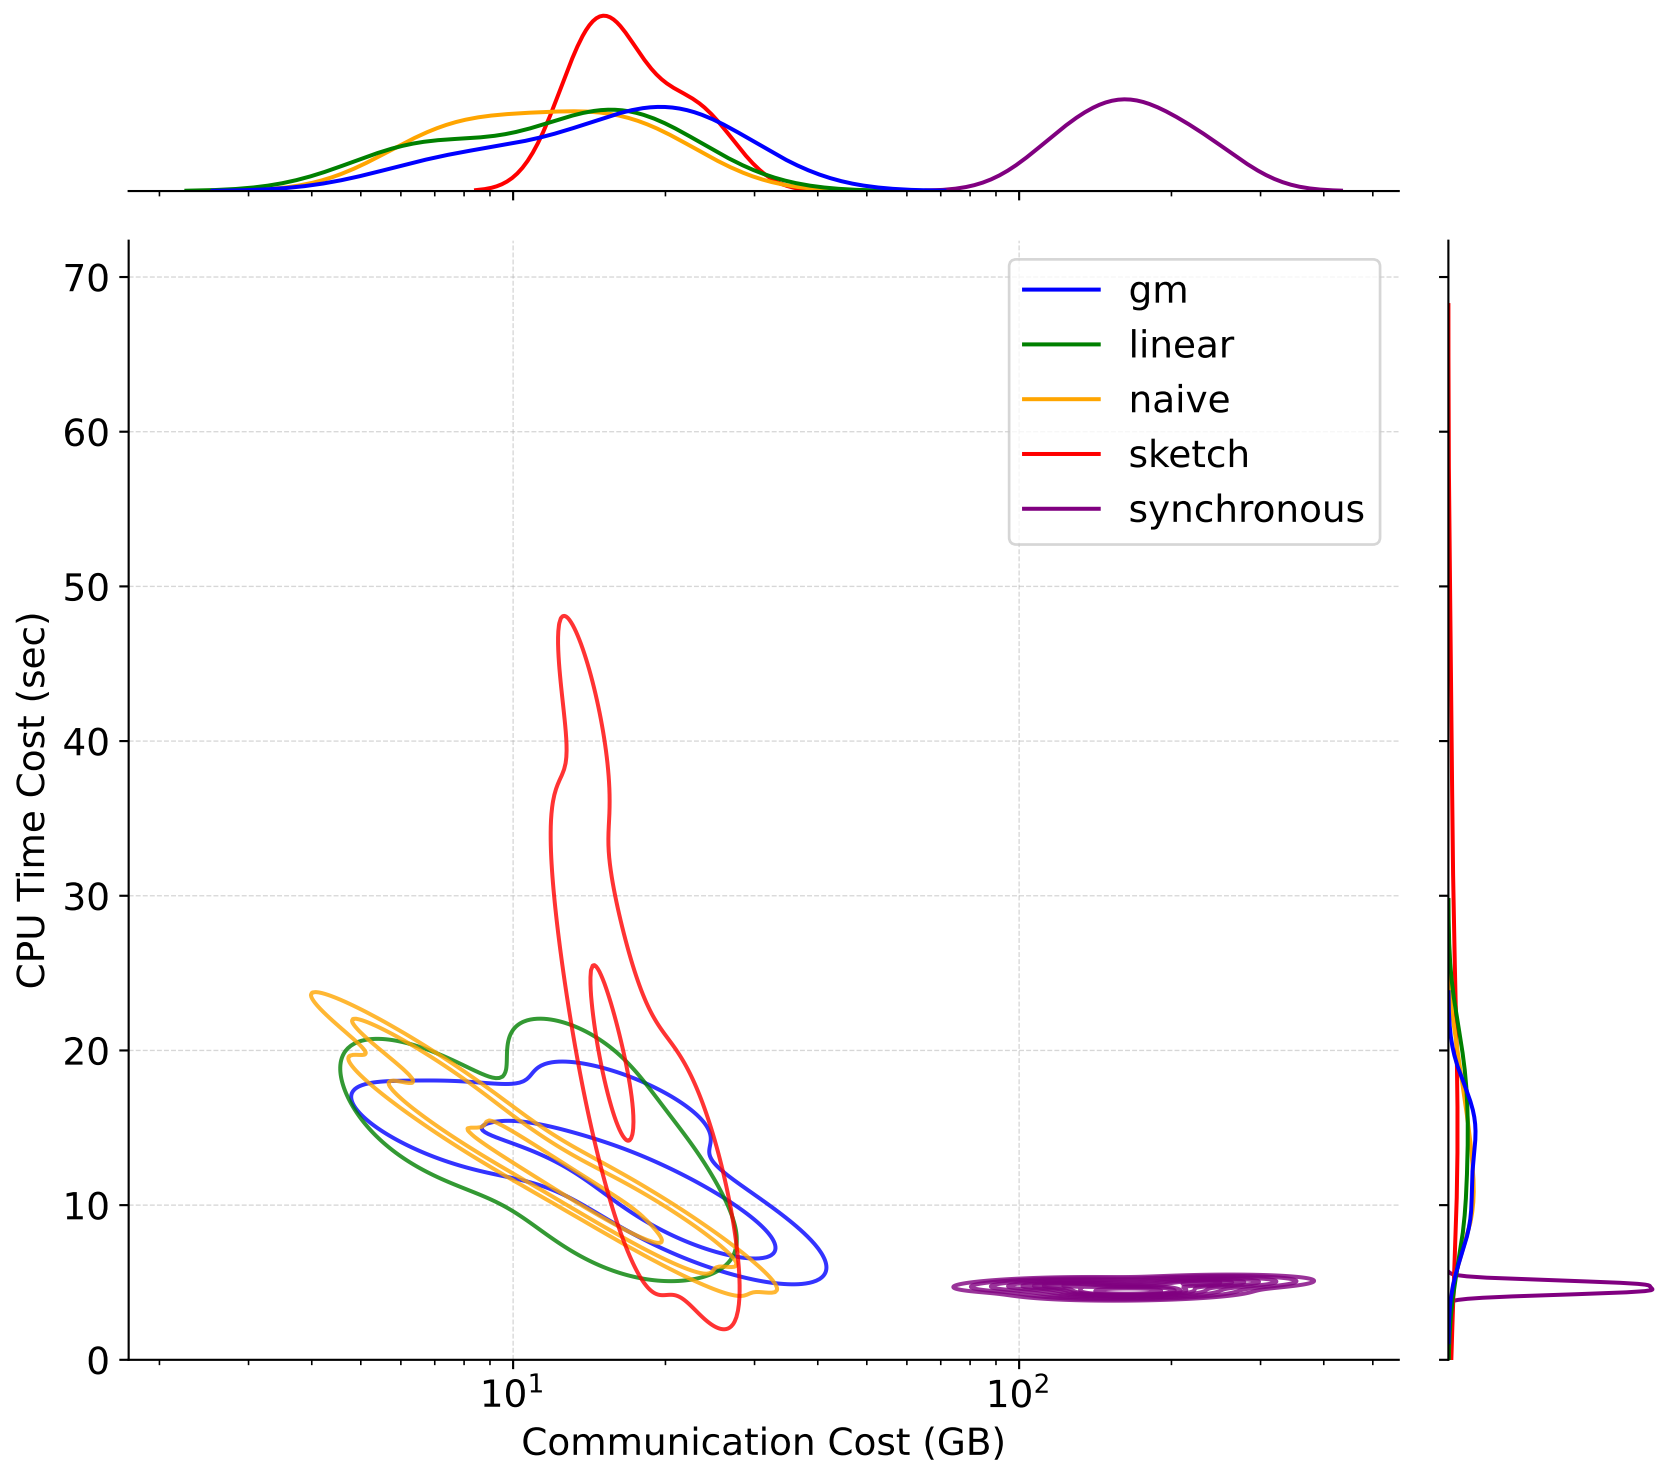 70
60
50
40
30
20
10
0
CPU Time Cost (sec)
gm
linear
naive
sketch
synchronous
10¹
10²
Communication Cost (GB)